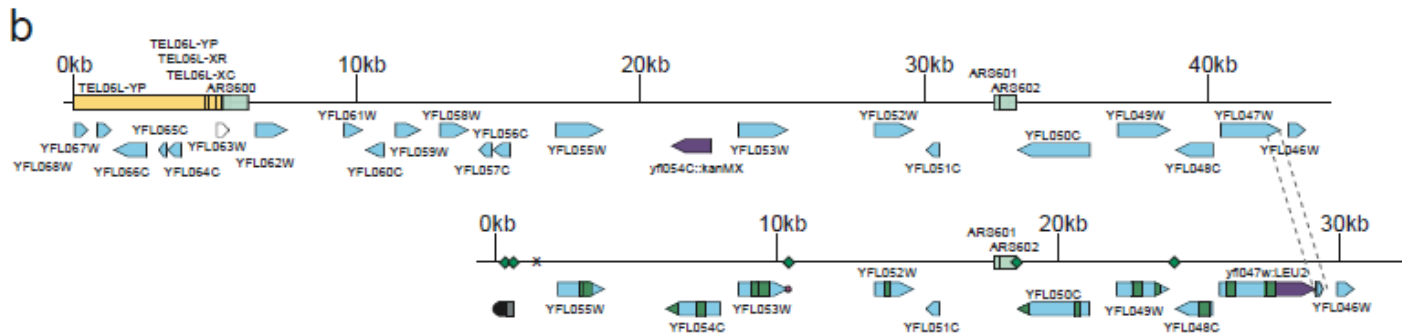 b
TEL06L-YP
TEL06L-XR
TEL06L-XC
0kb 10kb 20kb 30kb 40kb
TEL06L-YP ARS600 ARS601 ARS602
YFL068W YFL067W YFL066C YFL065C YFL064C YFL063W YFL062W YFL061W YFL060C YFL059W YFL058W YFL057C YFL056C YFL055W yfl054C::kanMX YFL053W YFL052W YFL051C YFL050C YFL049W YFL048C YFL047W YFL046W
0kb 10kb 20kb 30kb
ARS601 ARS602
x
YFL055W YFL054C YFL053W YFL052W YFL051C YFL050C YFL049W YFL048C yfl047w:LEU2 YFL046W